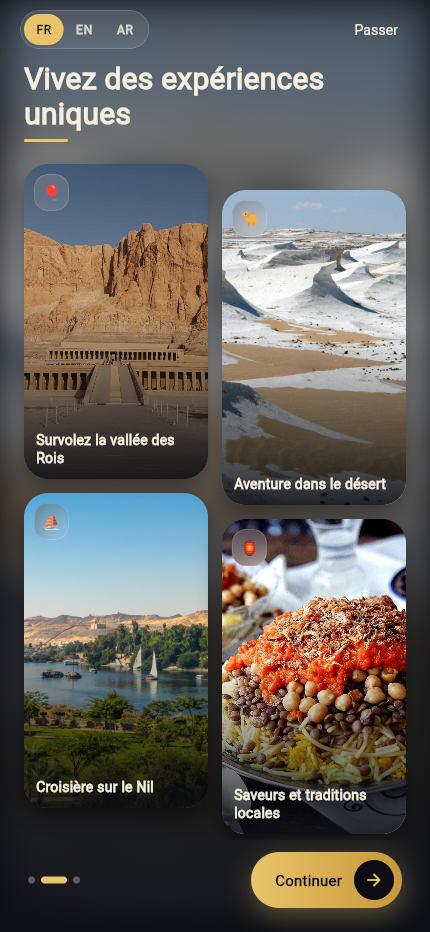 FR EN AR
Passer
Vivez des expériences
uniques
Survolez la vallée des
Rois
Aventure dans le désert
Croisière sur le Nil
Saveurs et traditions
locales
Continuer